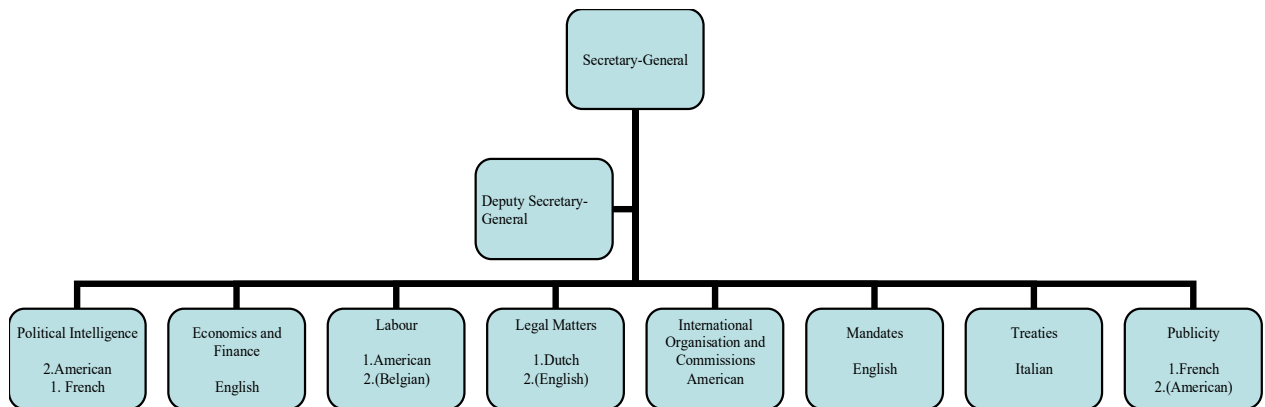 Secretary-General
Deputy Secretary-
General
Political Intelligence
2.American
1. French
Economics and
Finance
English
Labour
1.American
2.(Belgian)
Legal Matters
1.Dutch
2.(English)
International
Organisation and
Commissions
American
Mandates
English
Treaties
Italian
Publicity
1.French
2.(American)